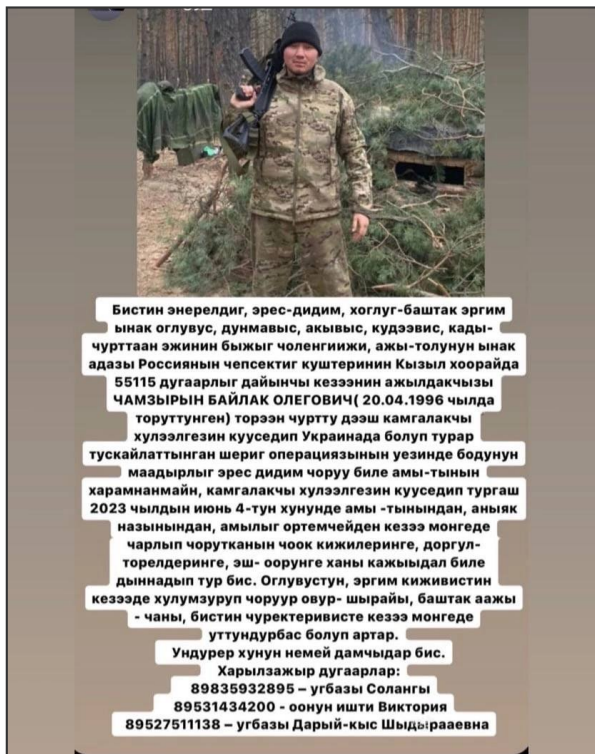 Бистин энерелдиг, эрес-дидим, хоглуг-баштак эргим
ынак оглувус, дунмавыс, акывыс, кудээвис, кады-
чурттаан эжинин быжыг чоленгиижи, ажы-толунун ынак
адазы Россиянын чепсектиг куштеринин Кызыл хоорайда
55115 дугаарлыг дайынчы кезээнин ажылдакчызы
ЧАМЗЫРЫН БАЙЛАК ОЛЕГОВИЧ( 20.04.1996 чылда
торуттунген) торээн чуртту дээш камгалакчы
хулээлгезин кууседип Украинада болуп турар
тускайлаттынган шериг операциязынын уезинде бодунун
маадырлыг эрес дидим чоруу биле амы-тынын
харамнанмайн, камгалакчы хулээлгезин кууседип тургаш
2023 чылдын июнь 4-тун хунунде амы -тынындан, аныяк
назынындан, амылыг ортемчейден кезээ монгеде
чарлып чорутканын чоок кижилеринге, доргул-
торелдеринге, эш- оорунге ханы кажыыдал биле
дыннадып тур бис. Оглувустун, эргим киживистин
кезээде хулумзуруп чоруур овур- шырайы, баштак аажы
- чаны, бистин чуректеривисте кезээ монгеде
уттундурбас болуп артар.
Ундурер хунун немей дамчыдар бис.
Харылзажыр дугаарлар:
89835932895 – угбазы Солангы
89531434200 - оонун ишти Виктория
89527511138 – угбазы Дарый-кыс Шыдырааевна